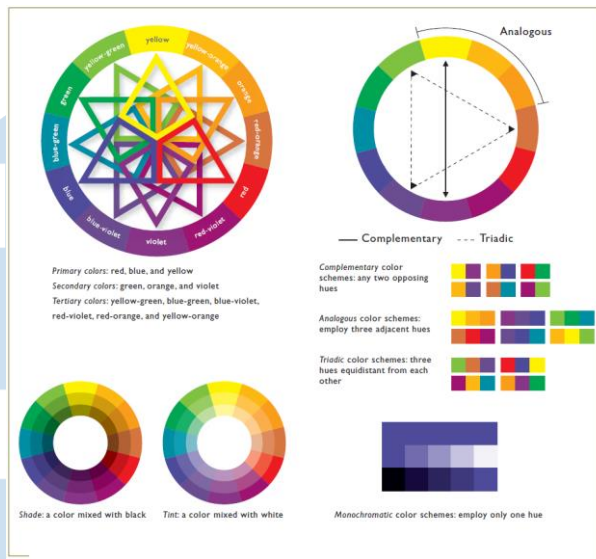 yellow
yellow-orange
orange
red-orange
red
red-violet
violet
blue-violet
blue
blue-green
green
yellow-green
Primary colors: red, blue, and yellow
Secondary colors: green, orange, and violet
Tertiary colors: yellow-green, blue-green, blue-violet,
red-violet, red-orange, and yellow-orange
Analogous
Complementary
Triadic
Complementary color
schemes: any two opposing
hues
Analogous color schemes:
employ three adjacent hues
Triadic color schemes: three
hues equidistant from each
other
Shade: a color mixed with black
Tint: a color mixed with white
Monochromatic color schemes: employ only one hue